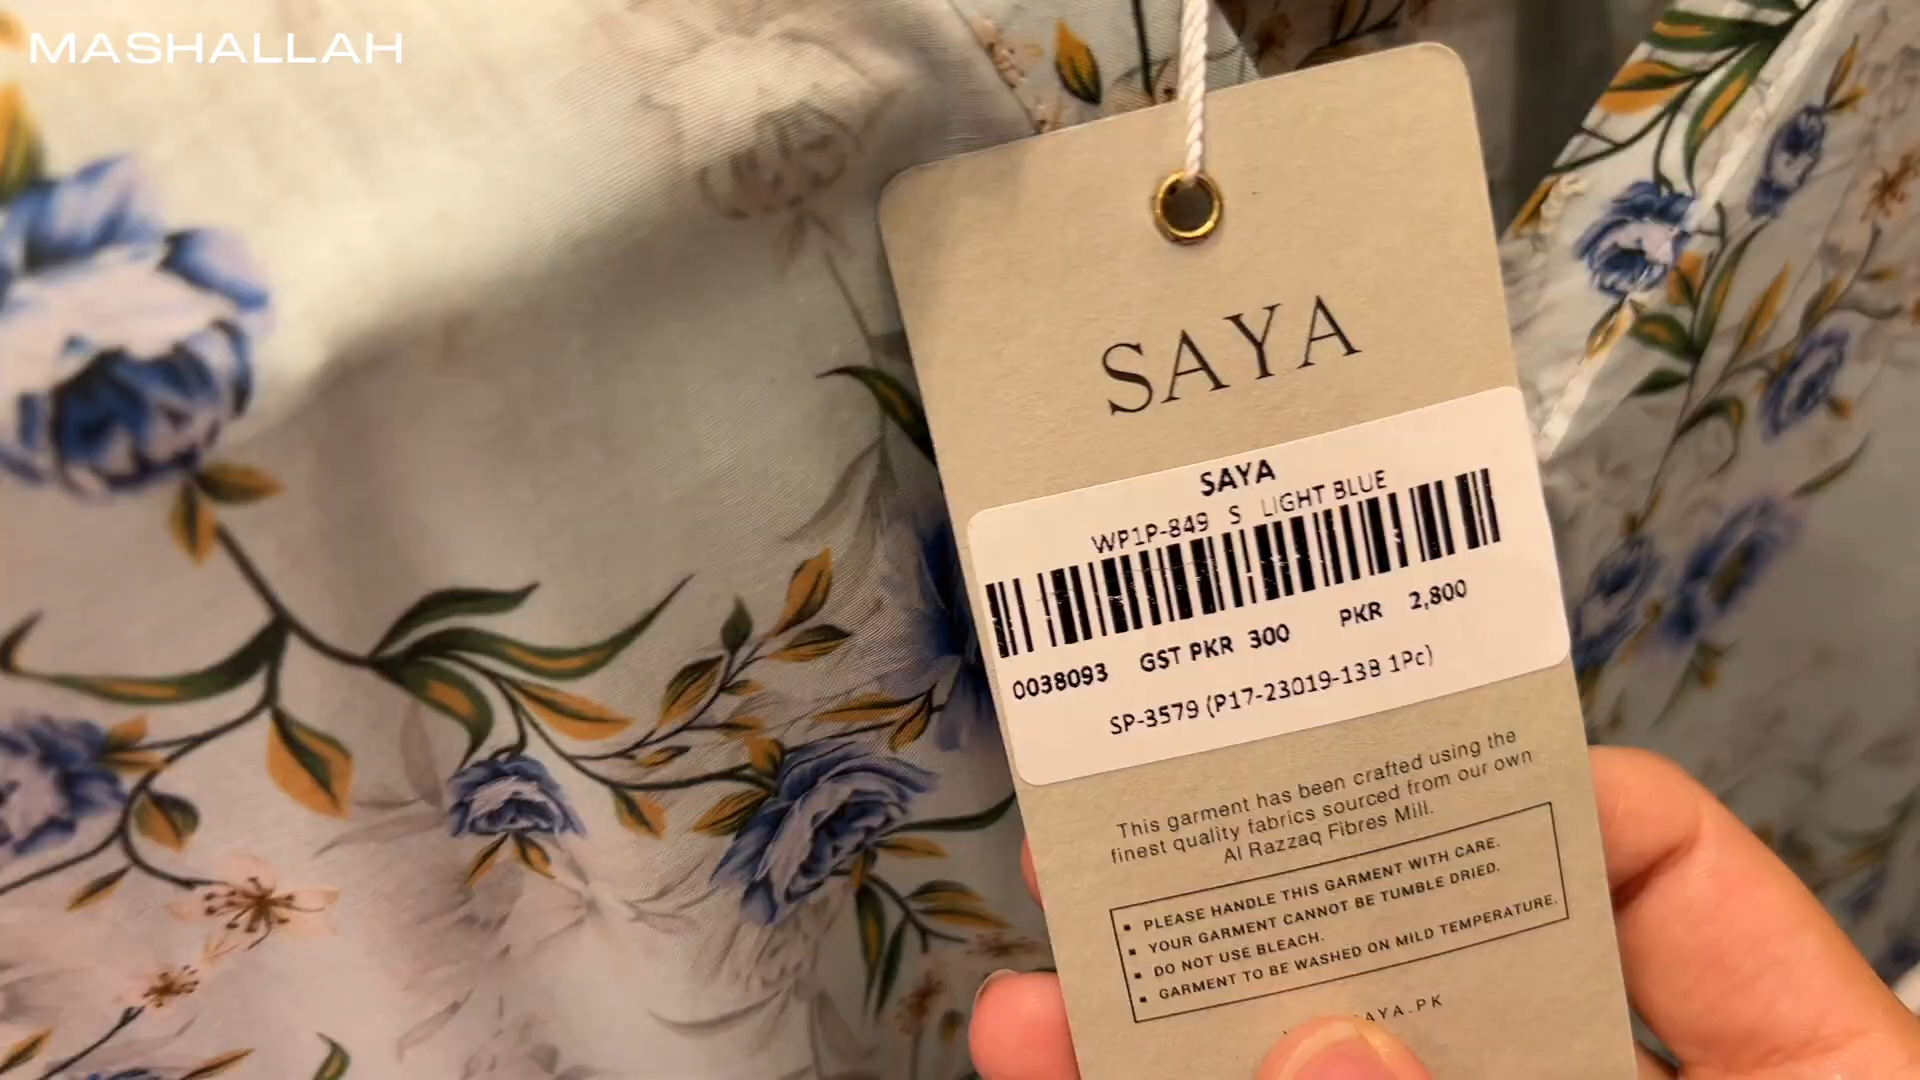 MASHALLAH
SAYA
SAYA
WP1P-849 S LIGHT BLUE
0038093 GST PKR 300 PKR 2,800
SP-3579 (P17-23019-13B 1Pc)
This garment has been crafted using the
finest quality fabrics sourced from our own
Al Razzaq Fibres Mill.
▪ PLEASE HANDLE THIS GARMENT WITH CARE.
▪ YOUR GARMENT CANNOT BE TUMBLE DRIED.
▪ DO NOT USE BLEACH.
▪ GARMENT TO BE WASHED ON MILD TEMPERATURE.
AYA.PK